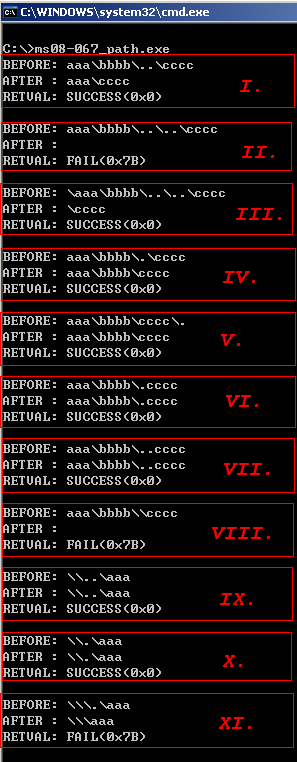 C:\WINDOWS\system32\cmd.exe
C:\>ms08-067_path.exe
BEFORE: aaa\bbbb\..\cccc
AFTER : aaa\cccc
RETVAL: SUCCESS(0x0)
I.
BEFORE: aaa\bbbb\..\..\cccc
AFTER :
RETVAL: FAIL(0x7B)
II.
BEFORE: \aaa\bbbb\..\..\cccc
AFTER : \cccc
RETVAL: SUCCESS(0x0)
III.
BEFORE: aaa\bbbb\.\cccc
AFTER : aaa\bbbb\cccc
RETVAL: SUCCESS(0x0)
IV.
BEFORE: aaa\bbbb\cccc\.
AFTER : aaa\bbbb\cccc
RETVAL: SUCCESS(0x0)
V.
BEFORE: aaa\bbbb\.cccc
AFTER : aaa\bbbb\.cccc
RETVAL: SUCCESS(0x0)
VI.
BEFORE: aaa\bbbb\..cccc
AFTER : aaa\bbbb\..cccc
RETVAL: SUCCESS(0x0)
VII.
BEFORE: aaa\bbbb\\cccc
AFTER :
RETVAL: FAIL(0x7B)
VIII.
BEFORE: \\..\aaa
AFTER : \\..\aaa
RETVAL: SUCCESS(0x0)
IX.
BEFORE: \\.\aaa
AFTER : \\.\aaa
RETVAL: SUCCESS(0x0)
X.
BEFORE: \\\.\aaa
AFTER : \\\aaa
RETVAL: FAIL(0x7B)
XI.